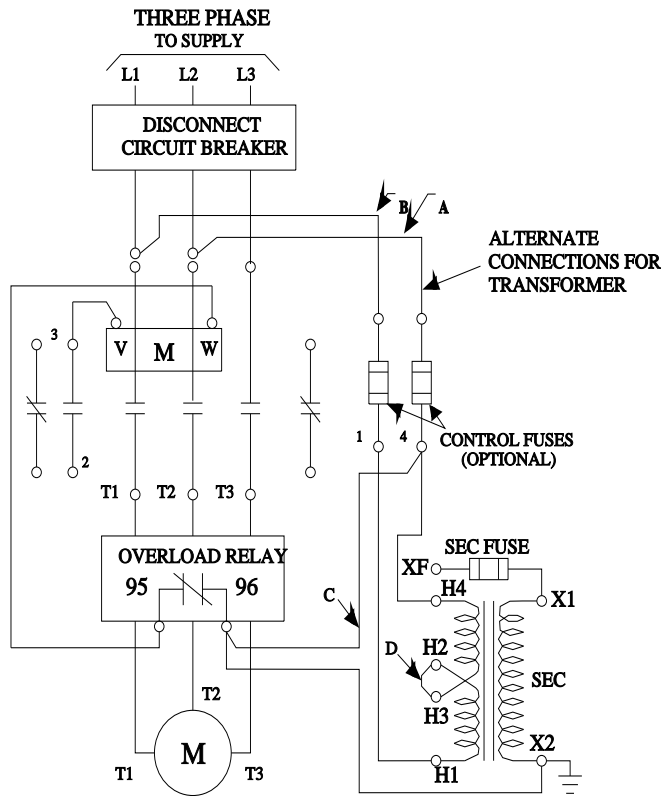 THREE PHASE
TO SUPPLY
L1 L2 L3
DISCONNECT
CIRCUIT BREAKER
B A
ALTERNATE
CONNECTIONS FOR
TRANSFORMER
3
V M W
2
1 4
CONTROL FUSES
(OPTIONAL)
T1 T2 T3
OVERLOAD RELAY
95 96
SEC FUSE
XF
H4 X1
C
D H2
SEC
H3
T2
M
T1 T3
H1 X2